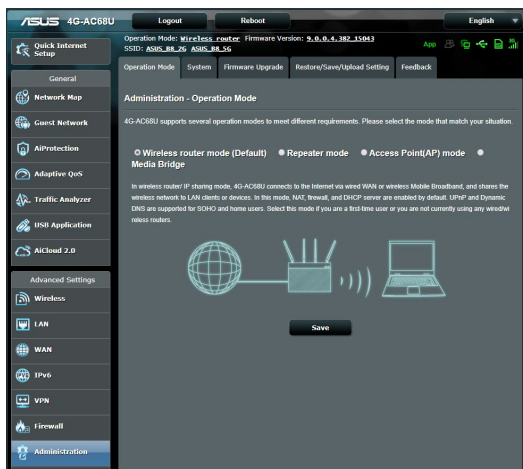 ASUS 4G-AC68U
Logout
Reboot
English
Operation Mode: Wireless router Firmware Version: 9.0.0.4.382_15043
SSID: ASUS_B8_2G ASUS_B8_5G
App
Quick Internet
Setup
General
Network Map
Guest Network
AiProtection
Adaptive QoS
Traffic Analyzer
USB Application
AiCloud 2.0
Advanced Settings
Wireless
LAN
WAN
IPv6
VPN
Firewall
Administration
Operation Mode
System
Firmware Upgrade
Restore/Save/Upload Setting
Feedback
Administration - Operation Mode
4G-AC68U supports several operation modes to meet different requirements. Please select the mode that match your situation.
Wireless router mode (Default) Repeater mode Access Point(AP) mode
Media Bridge
In wireless router/ IP sharing mode, 4G-AC68U connects to the Internet via wired WAN or wireless Mobile Broadband, and shares the
wireless network to LAN clients or devices. In this mode, NAT, firewall, and DHCP server are enabled by default. UPnP and Dynamic
DNS are supported for SOHO and home users. Select this mode if you are a first-time user or you are not currently using any wired/wi
reless routers.
Save